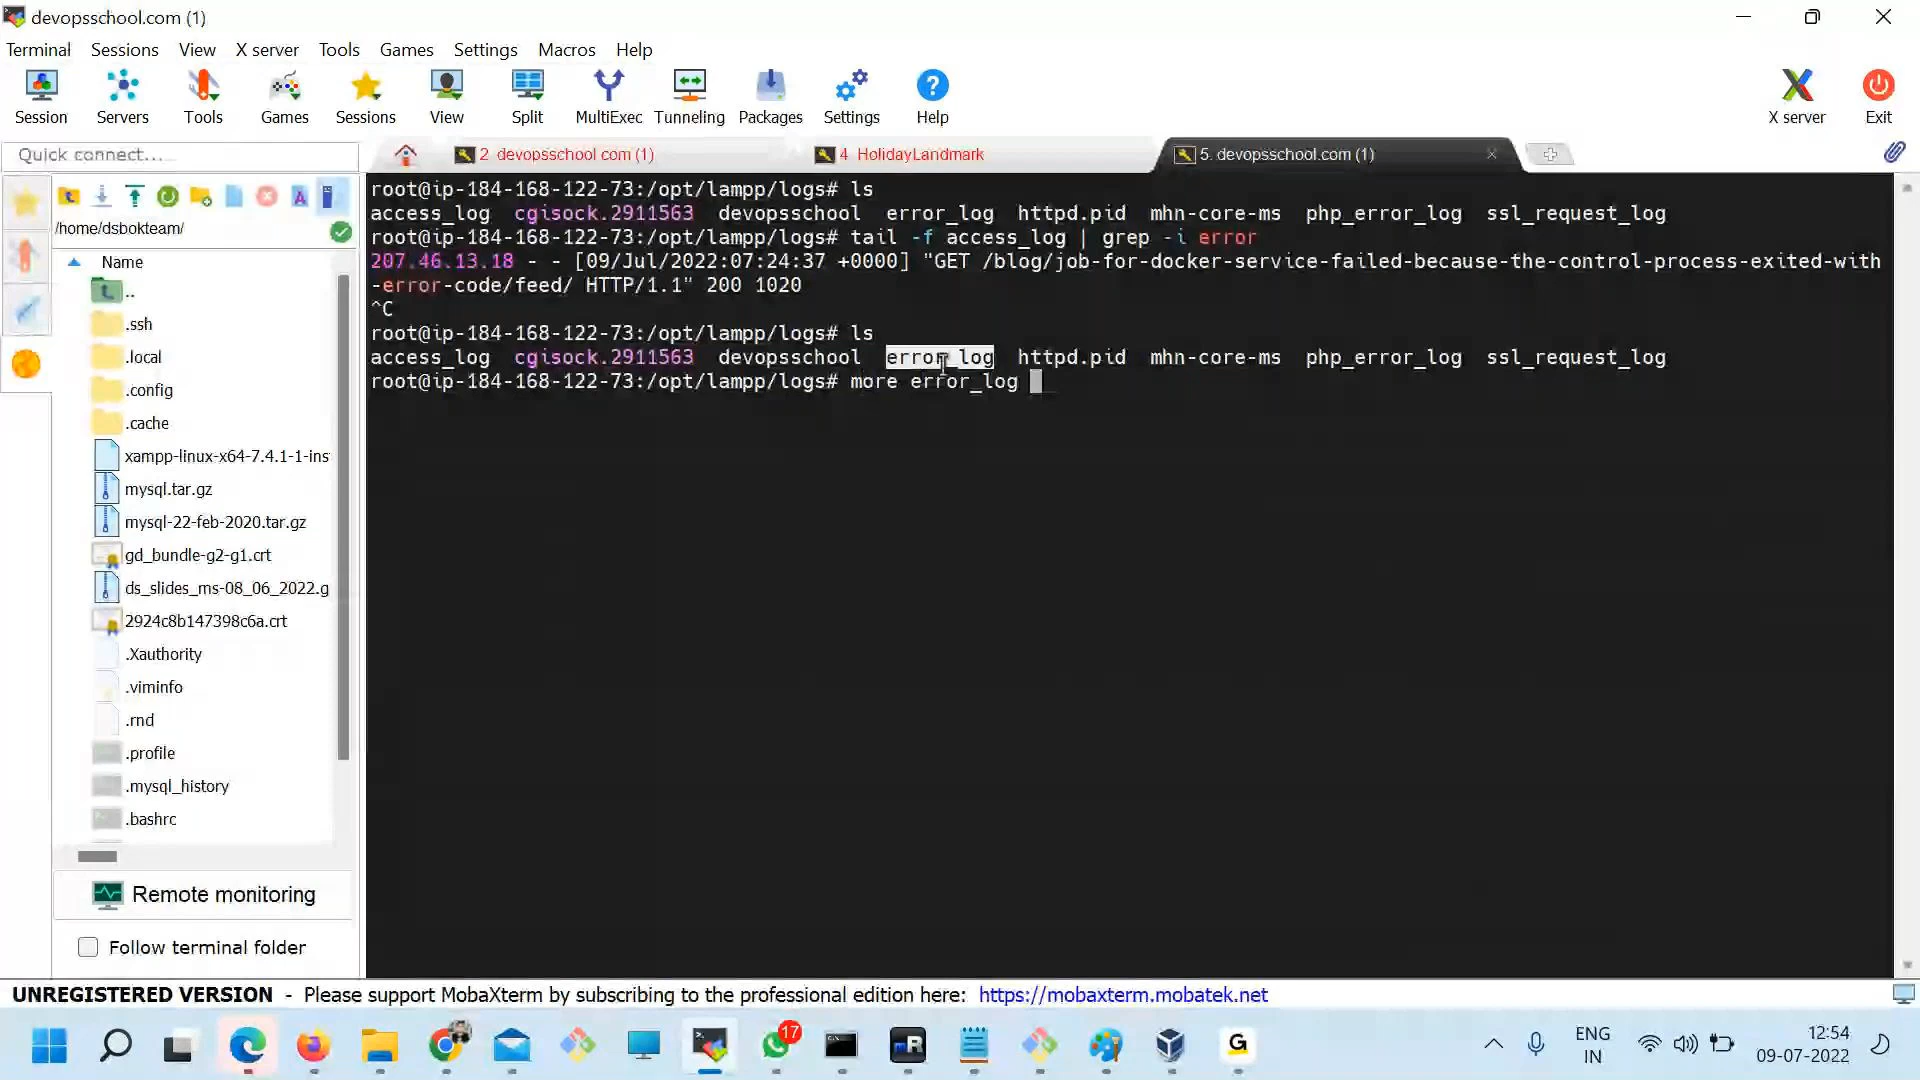 devopsschool.com (1)
Terminal Sessions View X server Tools Games Settings Macros Help
Session Servers Tools Games Sessions View Split MultiExec Tunneling Packages Settings Help X server Exit
Quick connect...
2. devopsschool.com (1)
4. HolidayLandmark
5. devopsschool.com (1)
/home/dsbokteam/
Name
..
.ssh
.local
.config
.cache
xampp-linux-x64-7.4.1-1-ins
mysql.tar.gz
mysql-22-feb-2020.tar.gz
gd_bundle-g2-g1.crt
ds_slides_ms-08_06_2022.g
2924c8b147398c6a.crt
.Xauthority
.viminfo
.rnd
.profile
.mysql_history
.bashrc
Remote monitoring
Follow terminal folder
root@ip-184-168-122-73:/opt/lampp/logs# ls
access_log cgisock.2911563 devopsschool error_log httpd.pid mhn-core-ms php_error_log ssl_request_log
root@ip-184-168-122-73:/opt/lampp/logs# tail -f access_log | grep -i error
207.46.13.18 - - [09/Jul/2022:07:24:37 +0000] "GET /blog/job-for-docker-service-failed-because-the-control-process-exited-with
-error-code/feed/ HTTP/1.1" 200 1020
^C
root@ip-184-168-122-73:/opt/lampp/logs# ls
access_log cgisock.2911563 devopsschool error_log httpd.pid mhn-core-ms php_error_log ssl_request_log
root@ip-184-168-122-73:/opt/lampp/logs# more error_log
UNREGISTERED VERSION - Please support MobaXterm by subscribing to the professional edition here: https://mobaxterm.mobatek.net
17
mR
G
ENG
IN
12:54
09-07-2022